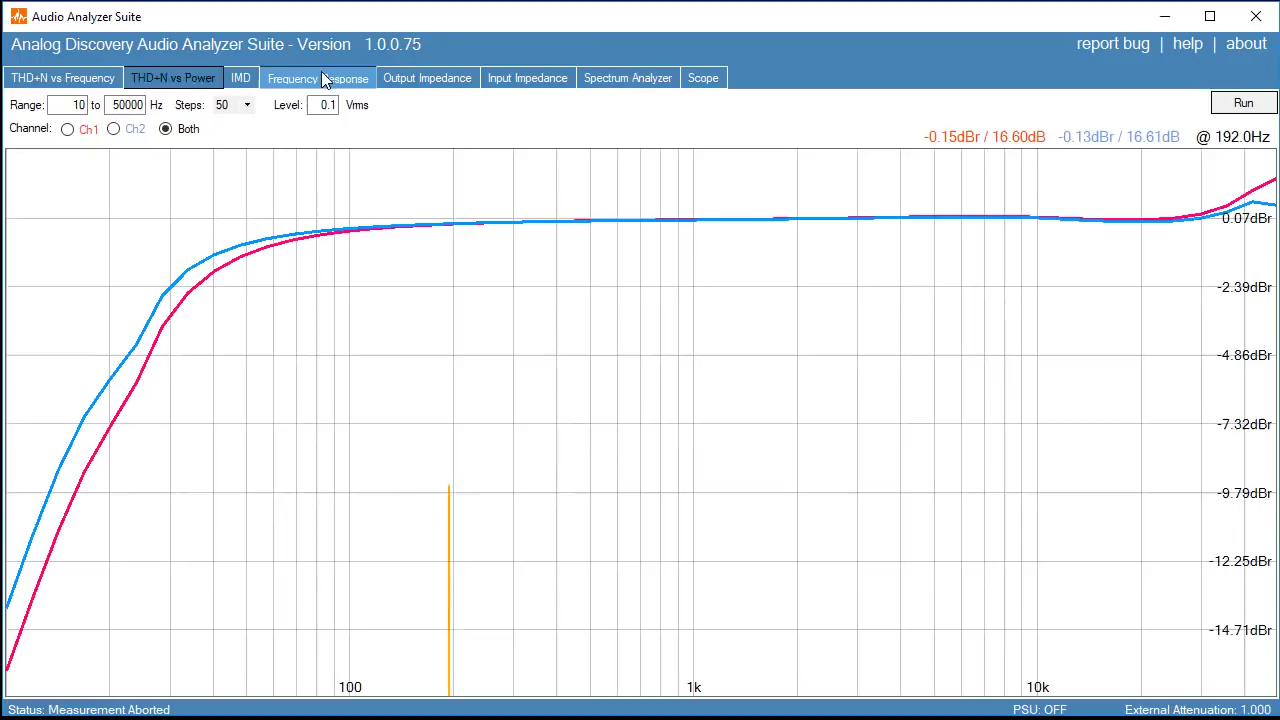 Audio Analyzer Suite
Analog Discovery Audio Analyzer Suite - Version 1.0.0.75
report bug | help | about
THD+N vs Frequency THD+N vs Power IMD Frequency Response Output Impedance Input Impedance Spectrum Analyzer Scope
Range: 10 to 50000 Hz Steps: 50 Level: 0.1 Vrms
Run
Channel: Ch1 Ch2 Both
-0.15dBr / 16.60dB -0.13dBr / 16.61dB @ 192.0Hz
0.07dBr
-2.39dBr
-4.86dBr
-7.32dBr
-9.79dBr
-12.25dBr
-14.71dBr
100 1k 10k
Status: Measurement Aborted PSU: OFF External Attenuation: 1.000